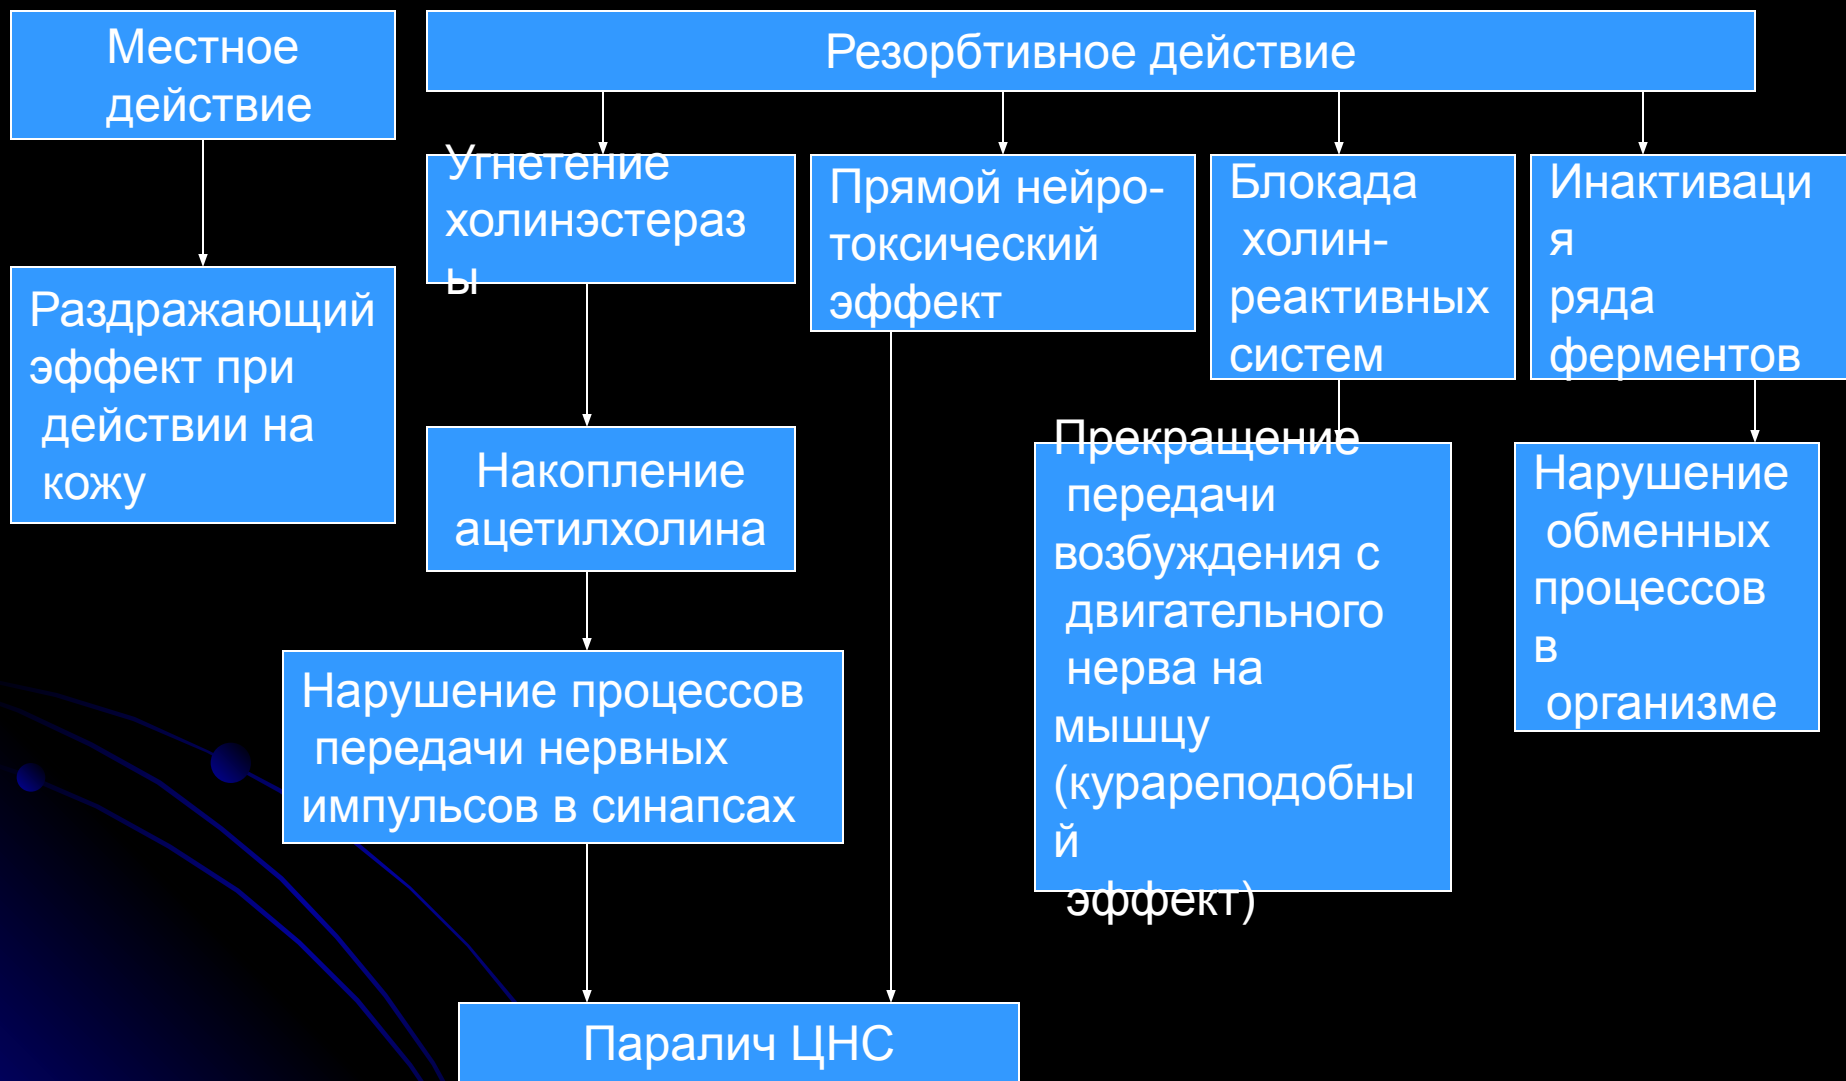 Местное
действие
Резорбтивное действие
Раздражающий
эффект при
действии на
кожу
Угнетение
холинэстераз
ы
Прямой нейро-
токсический
эффект
Блокада
холин-
реактивных
систем
Инактиваци
я
ряда
ферментов
Накопление
ацетилхолина
Прекращение
передачи
возбуждения с
двигательного
нерва на
мышцу
(курареподобны
й
эффект)
Нарушение
обменных
процессов
в
организме
Нарушение процессов
передачи нервных
импульсов в синапсах
Паралич ЦНС